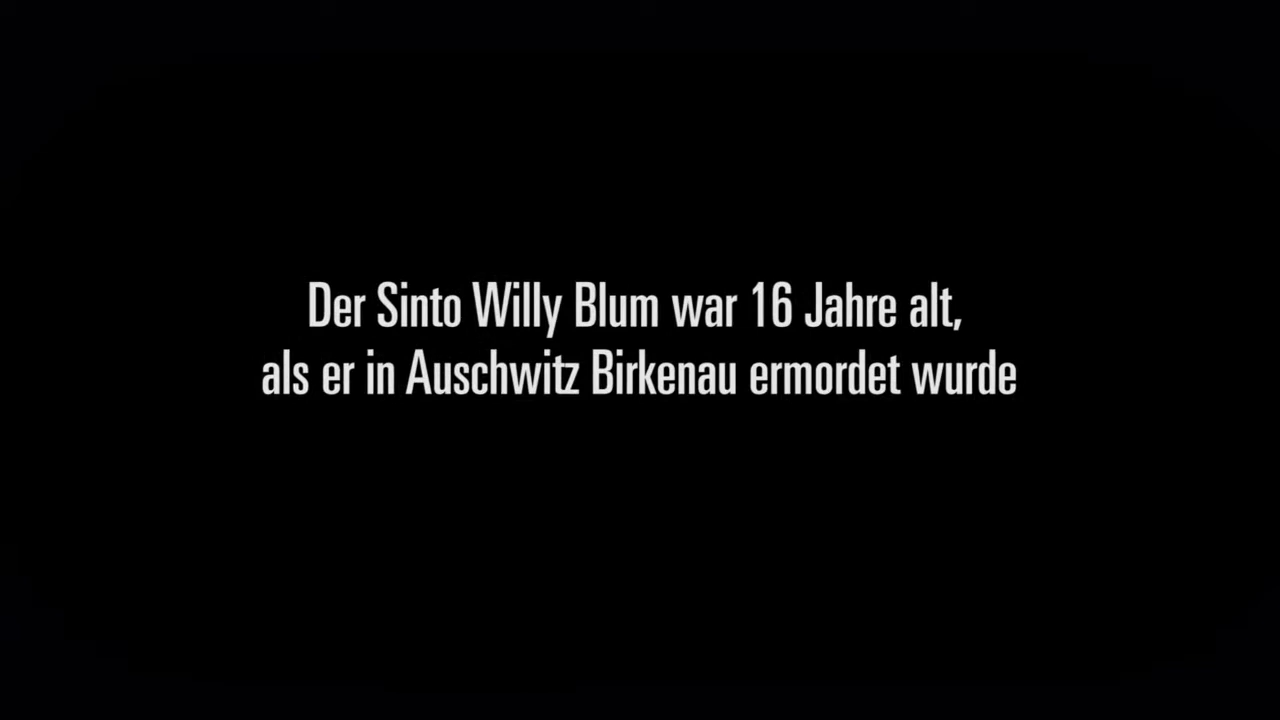 Der Sinto Willy Blum war 16 Jahre alt,
als er in Auschwitz Birkenau ermordet wurde